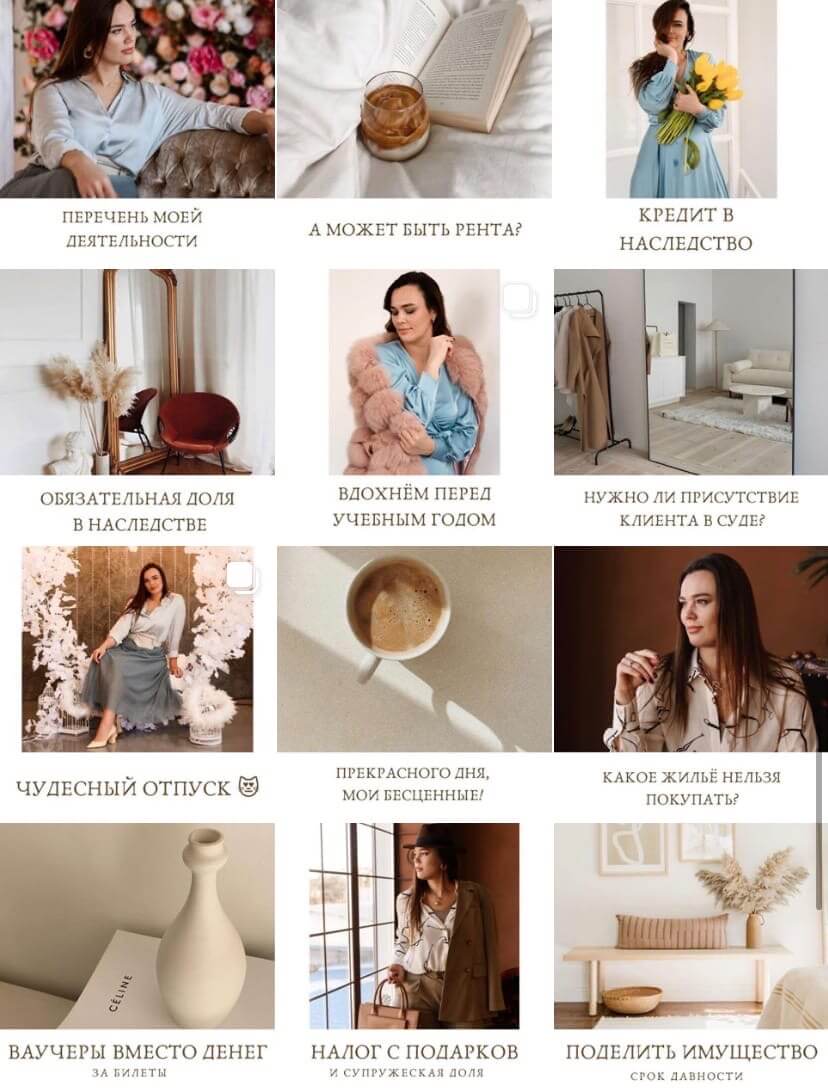 ПЕРЕЧЕНЬ МОЕЙ
ДЕЯТЕЛЬНОСТИ
А МОЖЕТ БЫТЬ РЕНТА?
КРЕДИТ В
НАСЛЕДСТВО
ОБЯЗАТЕЛЬНАЯ ДОЛЯ
В НАСЛЕДСТВЕ
ВДОХНЁМ ПЕРЕД
УЧЕБНЫМ ГОДОМ
НУЖНО ЛИ ПРИСУТСТВИЕ
КЛИЕНТА В СУДЕ?
ЧУДЕСНЫЙ ОТПУСК 😼
ПРЕКРАСНОГО ДНЯ,
МОИ БЕСЦЕННЫЕ!
КАКОЕ ЖИЛЬЁ НЕЛЬЗЯ
ПОКУПАТЬ?
CÉLINE
ВАУЧЕРЫ ВМЕСТО ДЕНЕГ
ЗА БИЛЕТЫ
НАЛОГ С ПОДАРКОВ
И СУПРУЖЕСКАЯ ДОЛЯ
ПОДЕЛИТЬ ИМУЩЕСТВО
СРОК ДАВНОСТИ